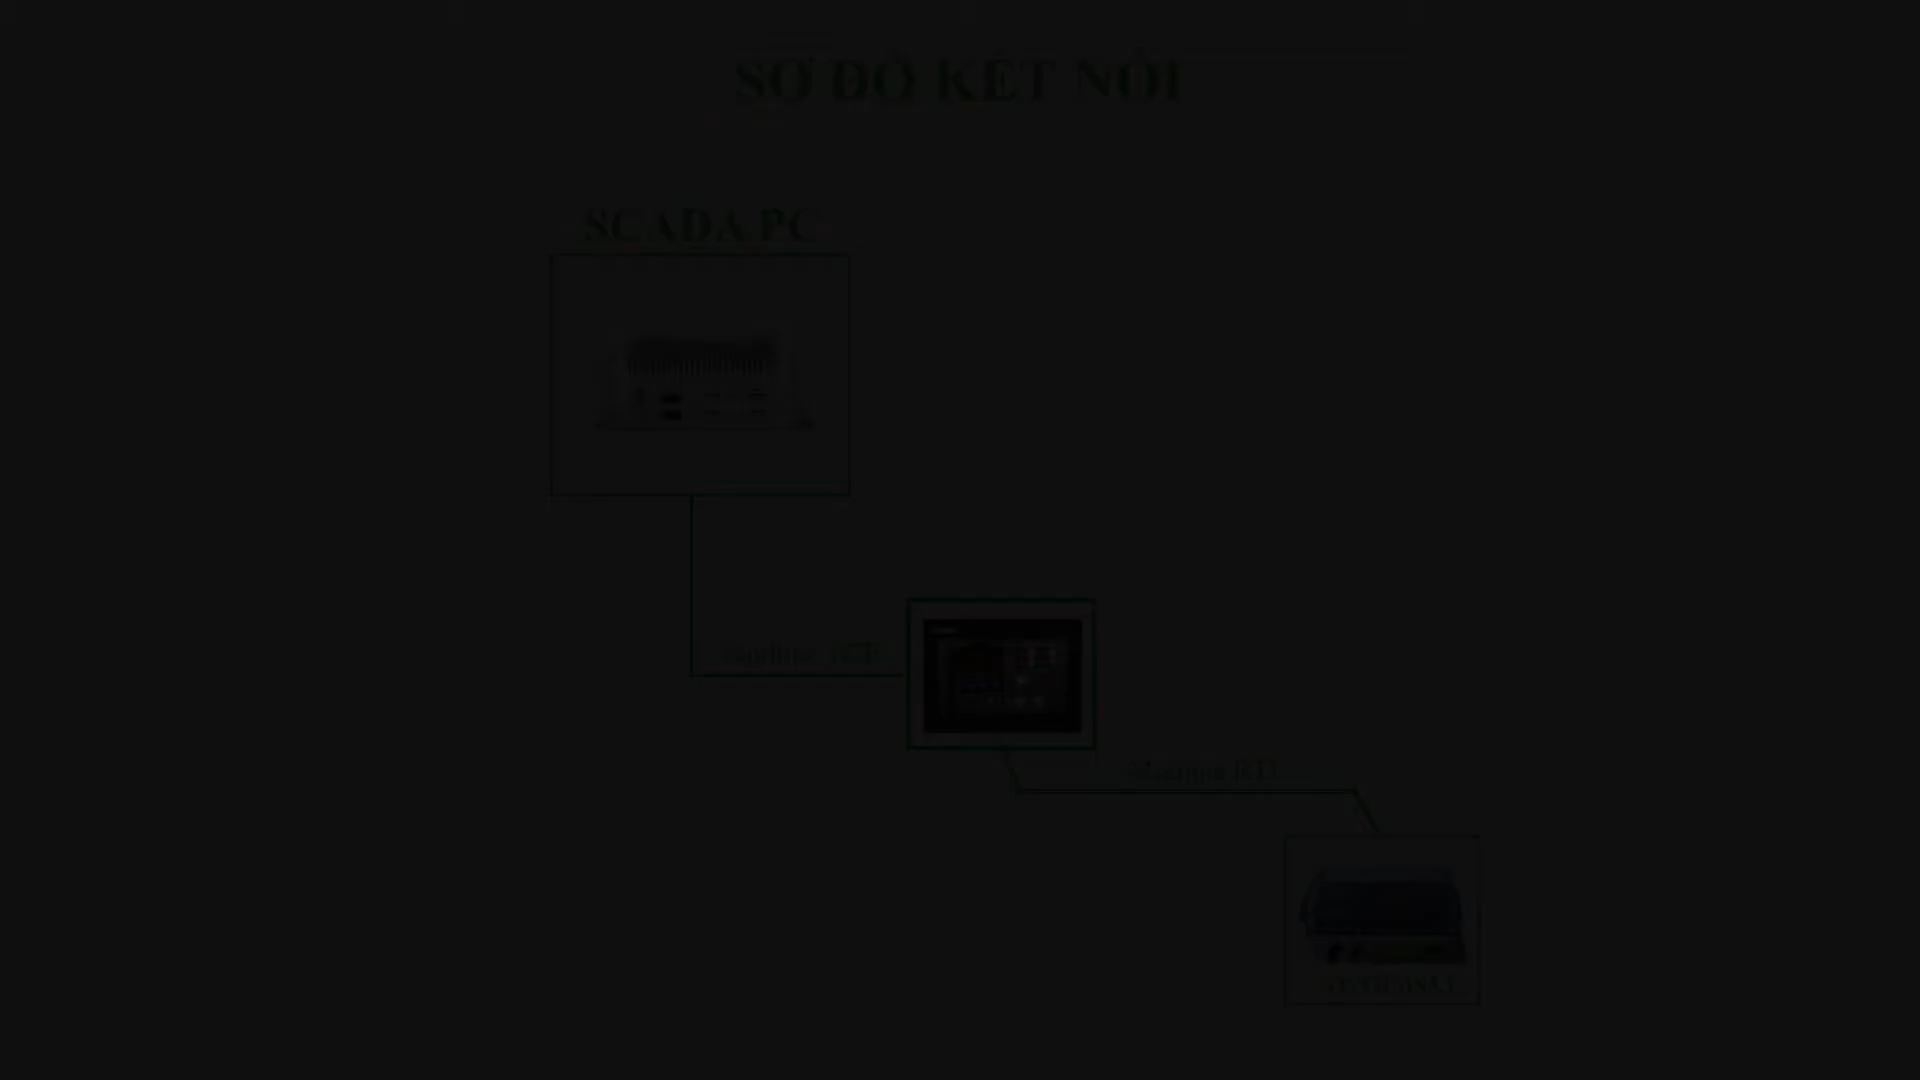 SƠ ĐỒ KẾT NỐI
SCADA PC
Modbus TCP
Modbus RTU